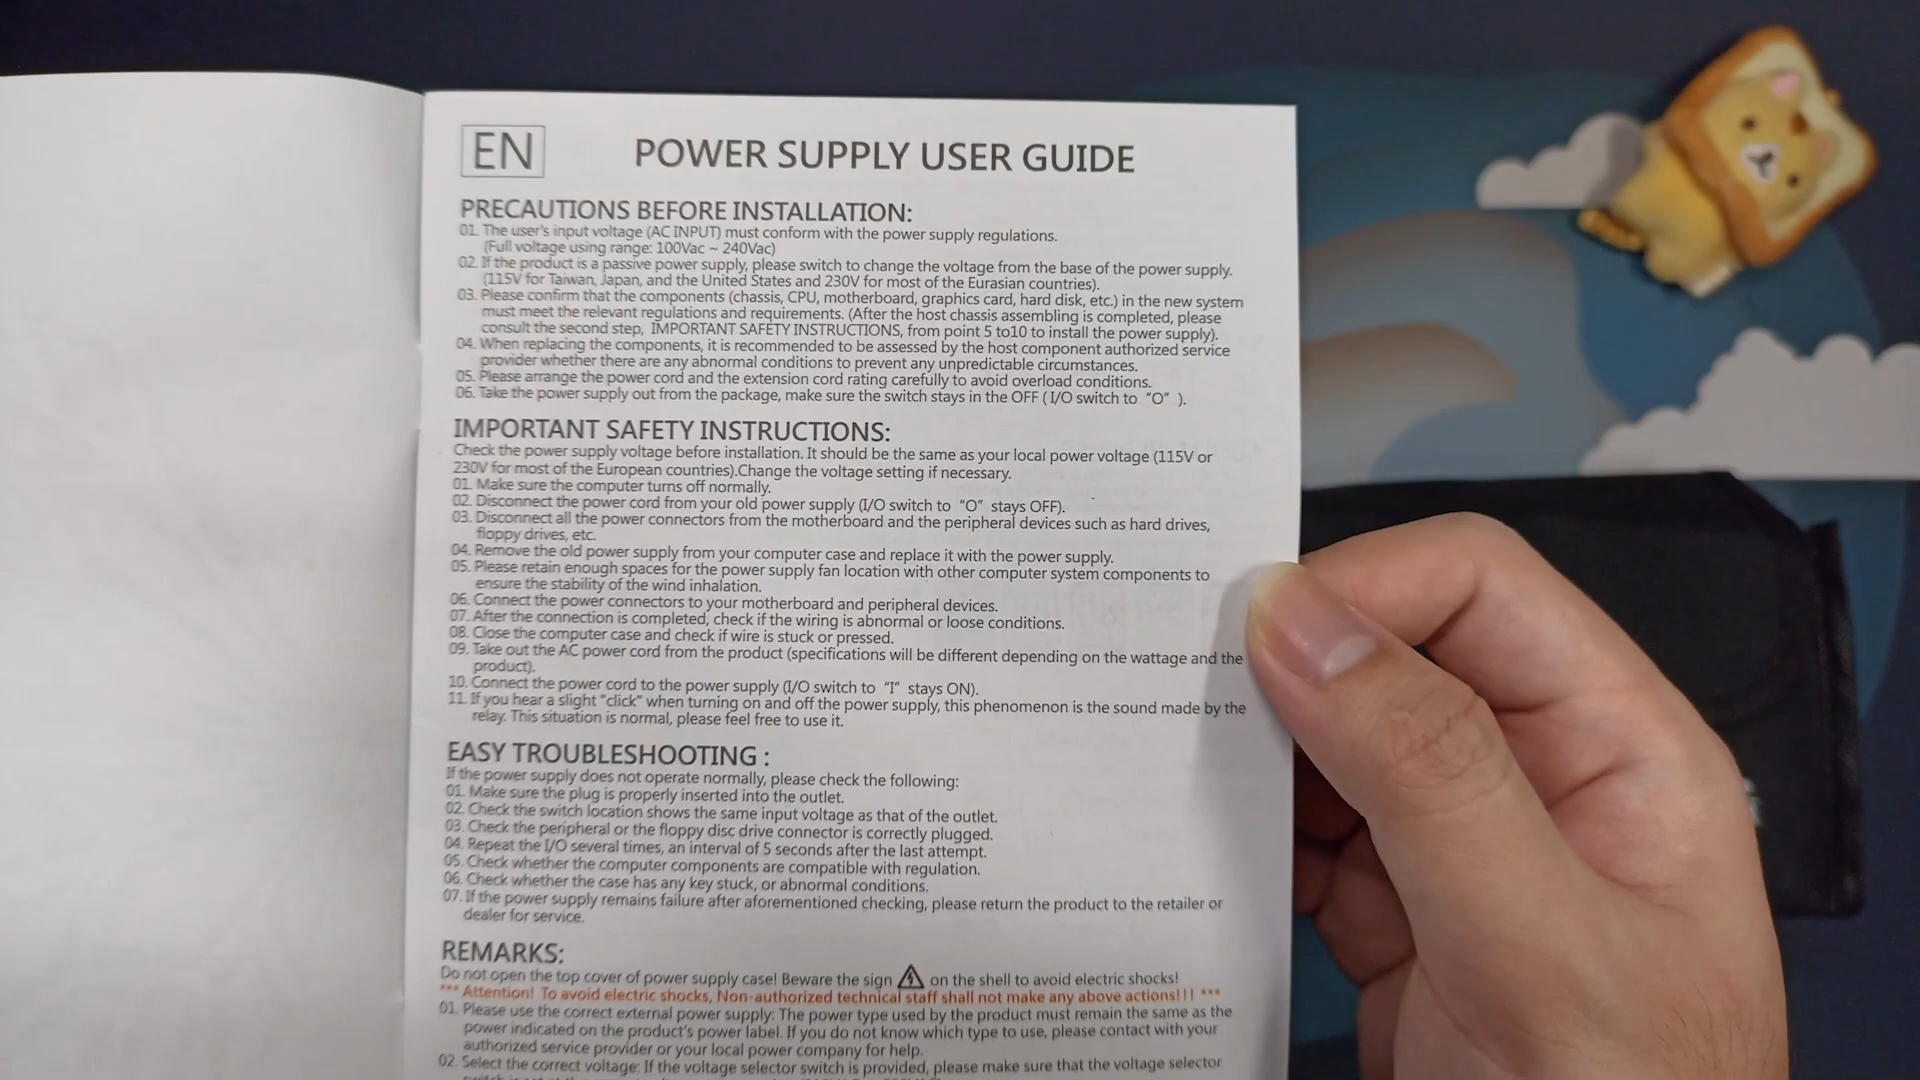 EN
POWER SUPPLY USER GUIDE
PRECAUTIONS BEFORE INSTALLATION:
01. The user's input voltage (AC INPUT) must conform with the power supply regulations.
(Full voltage using range: 100Vac ~ 240Vac)
02. If the product is a passive power supply, please switch to change the voltage from the base of the power supply.
(115V for Taiwan, Japan, and the United States and 230V for most of the Eurasian countries).
03. Please confirm that the components (chassis, CPU, motherboard, graphics card, hard disk, etc.) in the new system
must meet the relevant regulations and requirements. (After the host chassis assembling is completed, please
consult the second step, IMPORTANT SAFETY INSTRUCTIONS, from point 5 to10 to install the power supply).
04. When replacing the components, it is recommended to be assessed by the host component authorized service
provider whether there are any abnormal conditions to prevent any unpredictable circumstances.
05. Please arrange the power cord and the extension cord rating carefully to avoid overload conditions.
06. Take the power supply out from the package, make sure the switch stays in the OFF ( I/O switch to "O" ).
IMPORTANT SAFETY INSTRUCTIONS:
Check the power supply voltage before installation. It should be the same as your local power voltage (115V or
230V for most of the European countries).Change the voltage setting if necessary.
01. Make sure the computer turns off normally.
02. Disconnect the power cord from your old power supply (I/O switch to "O" stays OFF).
03. Disconnect all the power connectors from the motherboard and the peripheral devices such as hard drives,
floppy drives, etc.
04. Remove the old power supply from your computer case and replace it with the power supply.
05. Please retain enough spaces for the power supply fan location with other computer system components to
ensure the stability of the wind inhalation.
06. Connect the power connectors to your motherboard and peripheral devices.
07. After the connection is completed, check if the wiring is abnormal or loose conditions.
08. Close the computer case and check if wire is stuck or pressed.
09. Take out the AC power cord from the product (specifications will be different depending on the wattage and the
product).
10. Connect the power cord to the power supply (I/O switch to "I" stays ON).
11. If you hear a slight "click" when turning on and off the power supply, this phenomenon is the sound made by the
relay. This situation is normal, please feel free to use it.
EASY TROUBLESHOOTING :
If the power supply does not operate normally, please check the following:
01. Make sure the plug is properly inserted into the outlet.
02. Check the switch location shows the same input voltage as that of the outlet.
03. Check the peripheral or the floppy disc drive connector is correctly plugged.
04. Repeat the I/O several times, an interval of 5 seconds after the last attempt.
05. Check whether the computer components are compatible with regulation.
06. Check whether the case has any key stuck, or abnormal conditions.
07. If the power supply remains failure after aforementioned checking, please return the product to the retailer or
dealer for service.
REMARKS:
Do not open the top cover of power supply case! Beware the sign on the shell to avoid electric shocks!
*** Attention! To avoid electric shocks, Non-authorized technical staff shall not make any above actions!!! ***
01. Please use the correct external power supply: The power type used by the product must remain the same as the
power indicated on the product's power label. If you do not know which type to use, please contact with your
authorized service provider or your local power company for help.
02. Select the correct voltage: If the voltage selector switch is provided, please make sure that the voltage selector